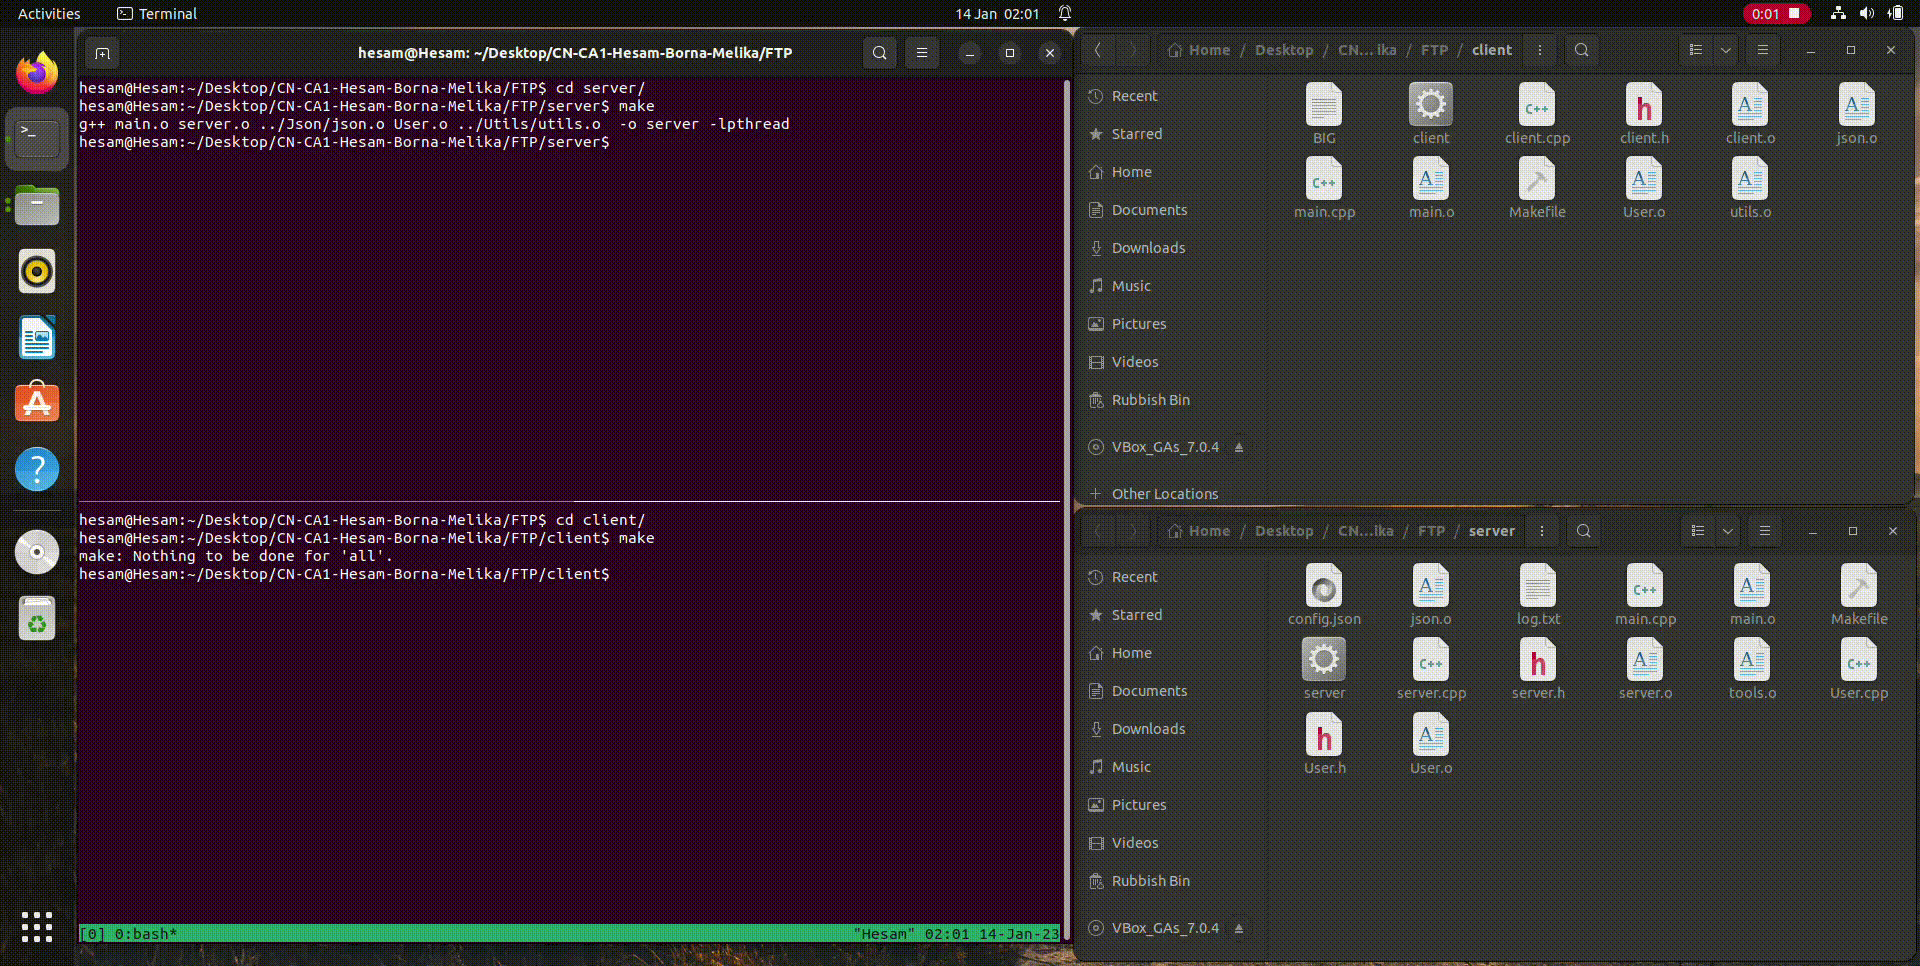 Activities
Terminal
14 Jan 02:01
0:01
hesam@Hesam: ~/Desktop/CN-CA1-Hesam-Borna-Melika/FTP
hesam@Hesam:~/Desktop/CN-CA1-Hesam-Borna-Melika/FTP$ cd server/
hesam@Hesam:~/Desktop/CN-CA1-Hesam-Borna-Melika/FTP/server$ make
g++ main.o server.o ../Json/json.o User.o ../Utils/utils.o  -o server -lpthread
hesam@Hesam:~/Desktop/CN-CA1-Hesam-Borna-Melika/FTP/server$
hesam@Hesam:~/Desktop/CN-CA1-Hesam-Borna-Melika/FTP$ cd client/
hesam@Hesam:~/Desktop/CN-CA1-Hesam-Borna-Melika/FTP/client$ make
make: Nothing to be done for 'all'.
hesam@Hesam:~/Desktop/CN-CA1-Hesam-Borna-Melika/FTP/client$
[0] 0:bash*
"Hesam" 02:01 14-Jan-23
Home / Desktop / CN...ika / FTP / client
Recent
Starred
Home
Documents
Downloads
Music
Pictures
Videos
Rubbish Bin
VBox_GAs_7.0.4
Other Locations
BIG client client.cpp client.h client.o json.o
main.cpp main.o Makefile User.o utils.o
Home / Desktop / CN...ika / FTP / server
Recent
Starred
Home
Documents
Downloads
Music
Pictures
Videos
Rubbish Bin
VBox_GAs_7.0.4
config.json json.o log.txt main.cpp main.o Makefile
server server.cpp server.h server.o tools.o User.cpp
User.h User.o